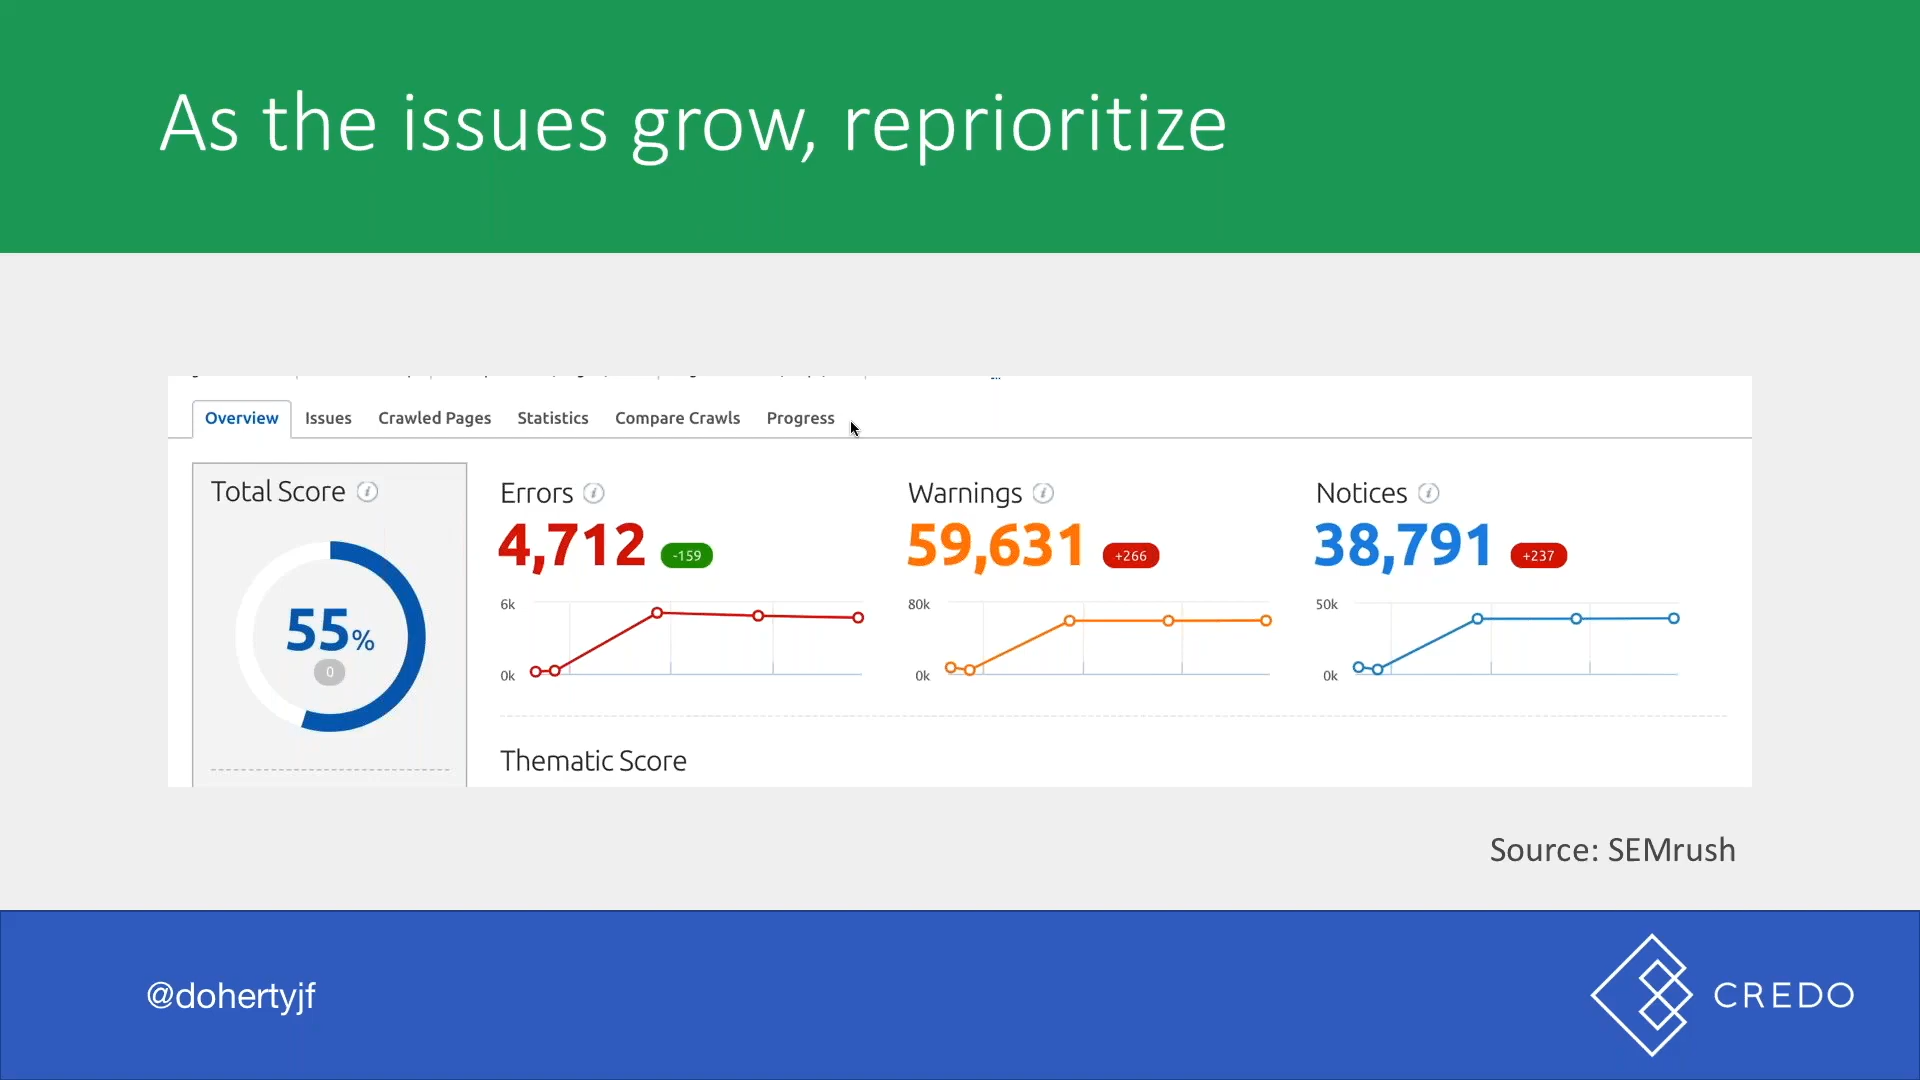 As the issues grow, reprioritize
Overview Issues Crawled Pages Statistics Compare Crawls Progress
Total Score i
55%
0
Errors i
4,712 -159
6k
0k
Warnings i
59,631 +266
80k
0k
Notices i
38,791 +237
50k
0k
Thematic Score
Source: SEMrush
@dohertyjf
CREDO